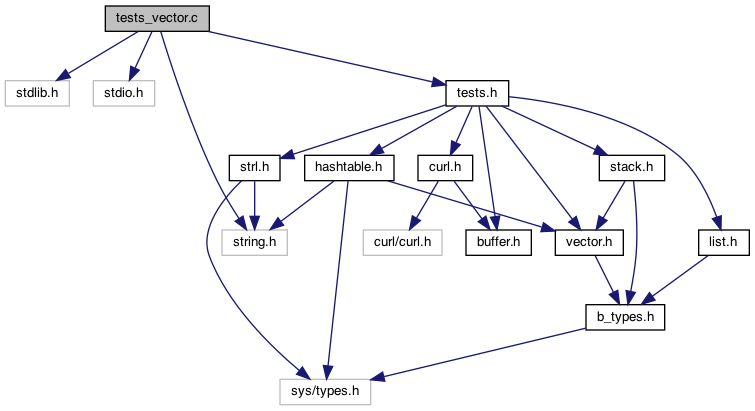 tests_vector.c
stdlib.h
stdio.h
tests.h
strl.h
hashtable.h
curl.h
stack.h
string.h
curl/curl.h
buffer.h
vector.h
list.h
b_types.h
sys/types.h